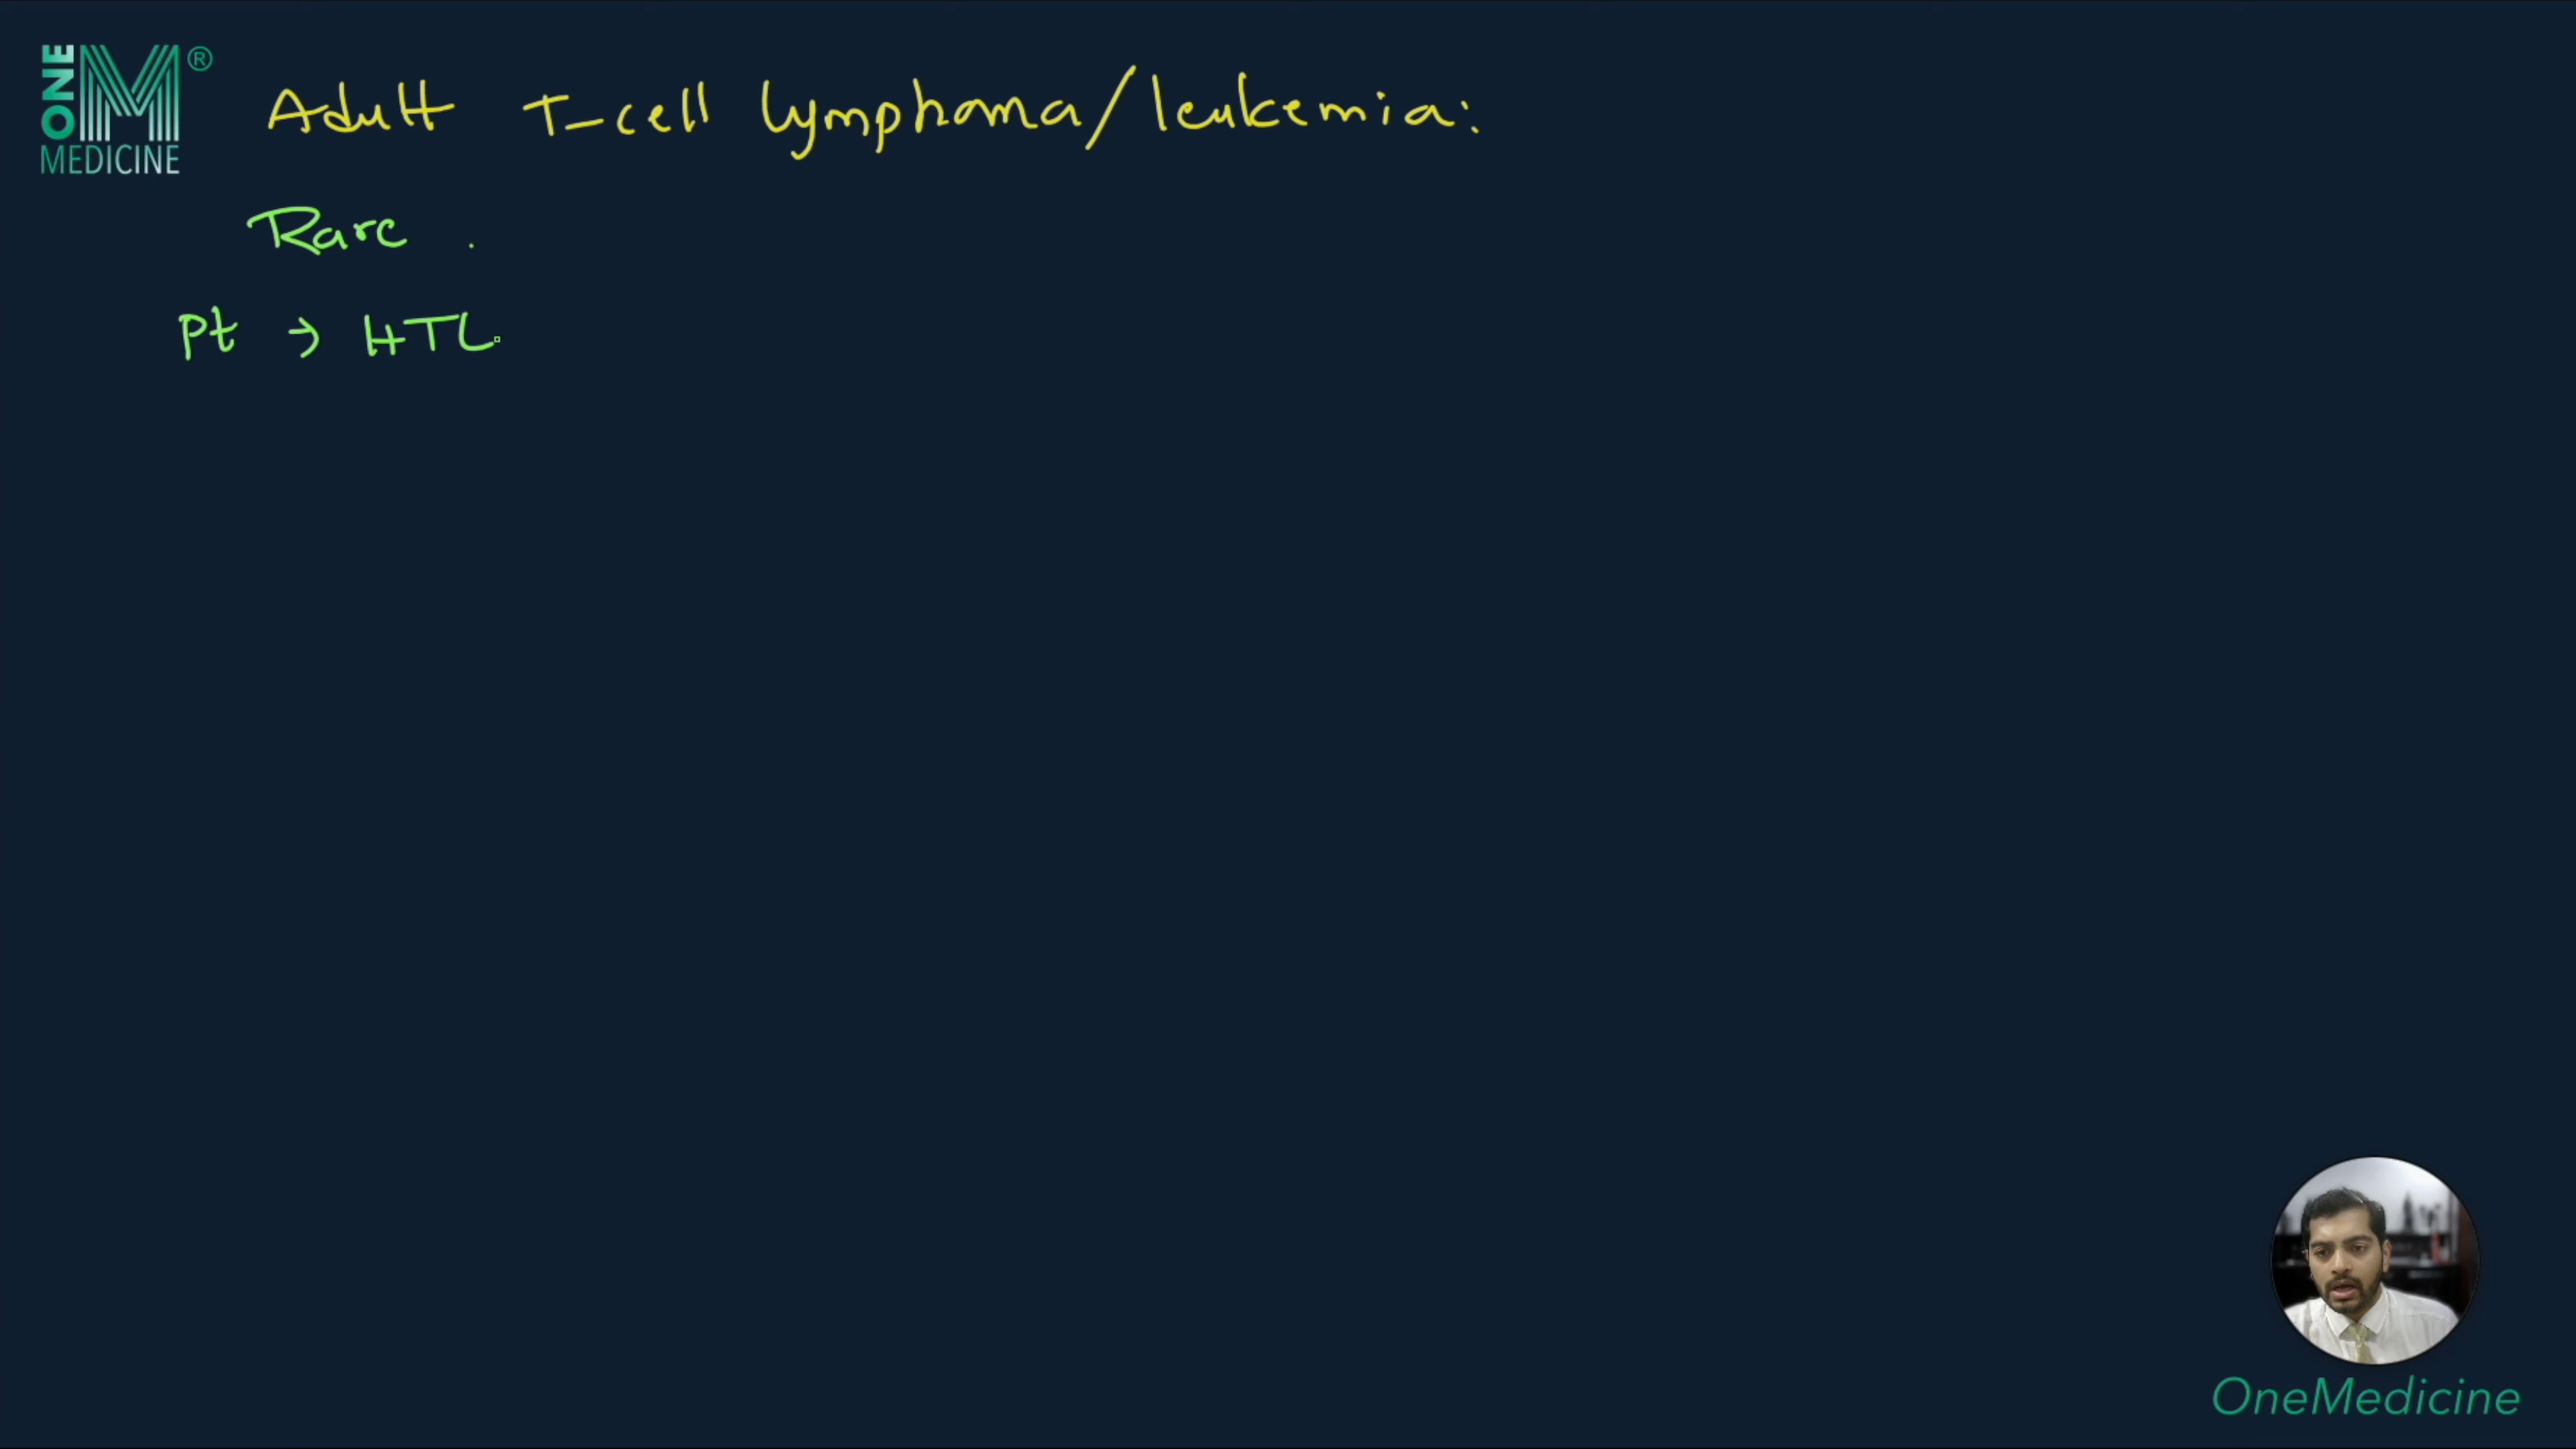 ONE
M®
MEDICINE
Adult T-cell lymphoma/leukemia:
Rare.
Pt → HTL
OneMedicine